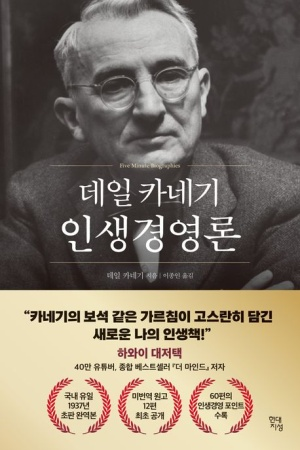 Five Minute Biographies
데일 카네기
인생경영론
데일 카네기 지음 | 이종인 옮김
“카네기의 보석 같은 가르침이 고스란히 담긴
새로운 나의 인생책!”
하와이 대저택
40만 유튜버, 종합 베스트셀러 『더 마인드』 저자
국내 유일
1937년
초판 완역본
미번역 원고
12편
최초 공개
60편의
인생경영 포인트
수록
현대
지성